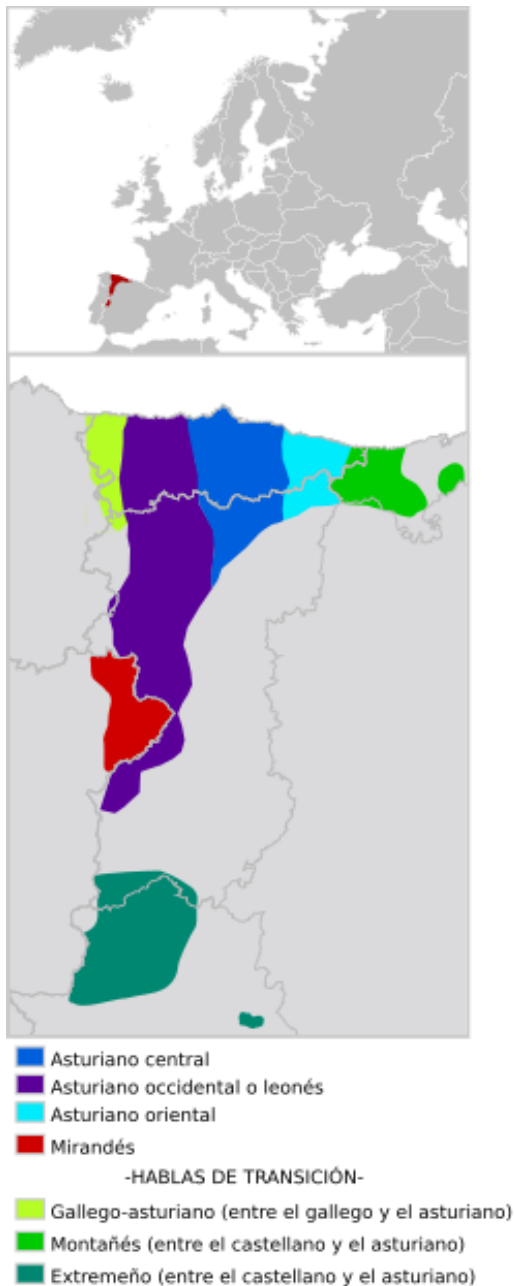 Asturiano central
Asturiano occidental o leonés
Asturiano oriental
Mirandés
-HABLAS DE TRANSICIÓN-
Gallego-asturiano (entre el gallego y el asturiano)
Montañés (entre el castellano y el asturiano)
Extremeño (entre el castellano y el asturiano)